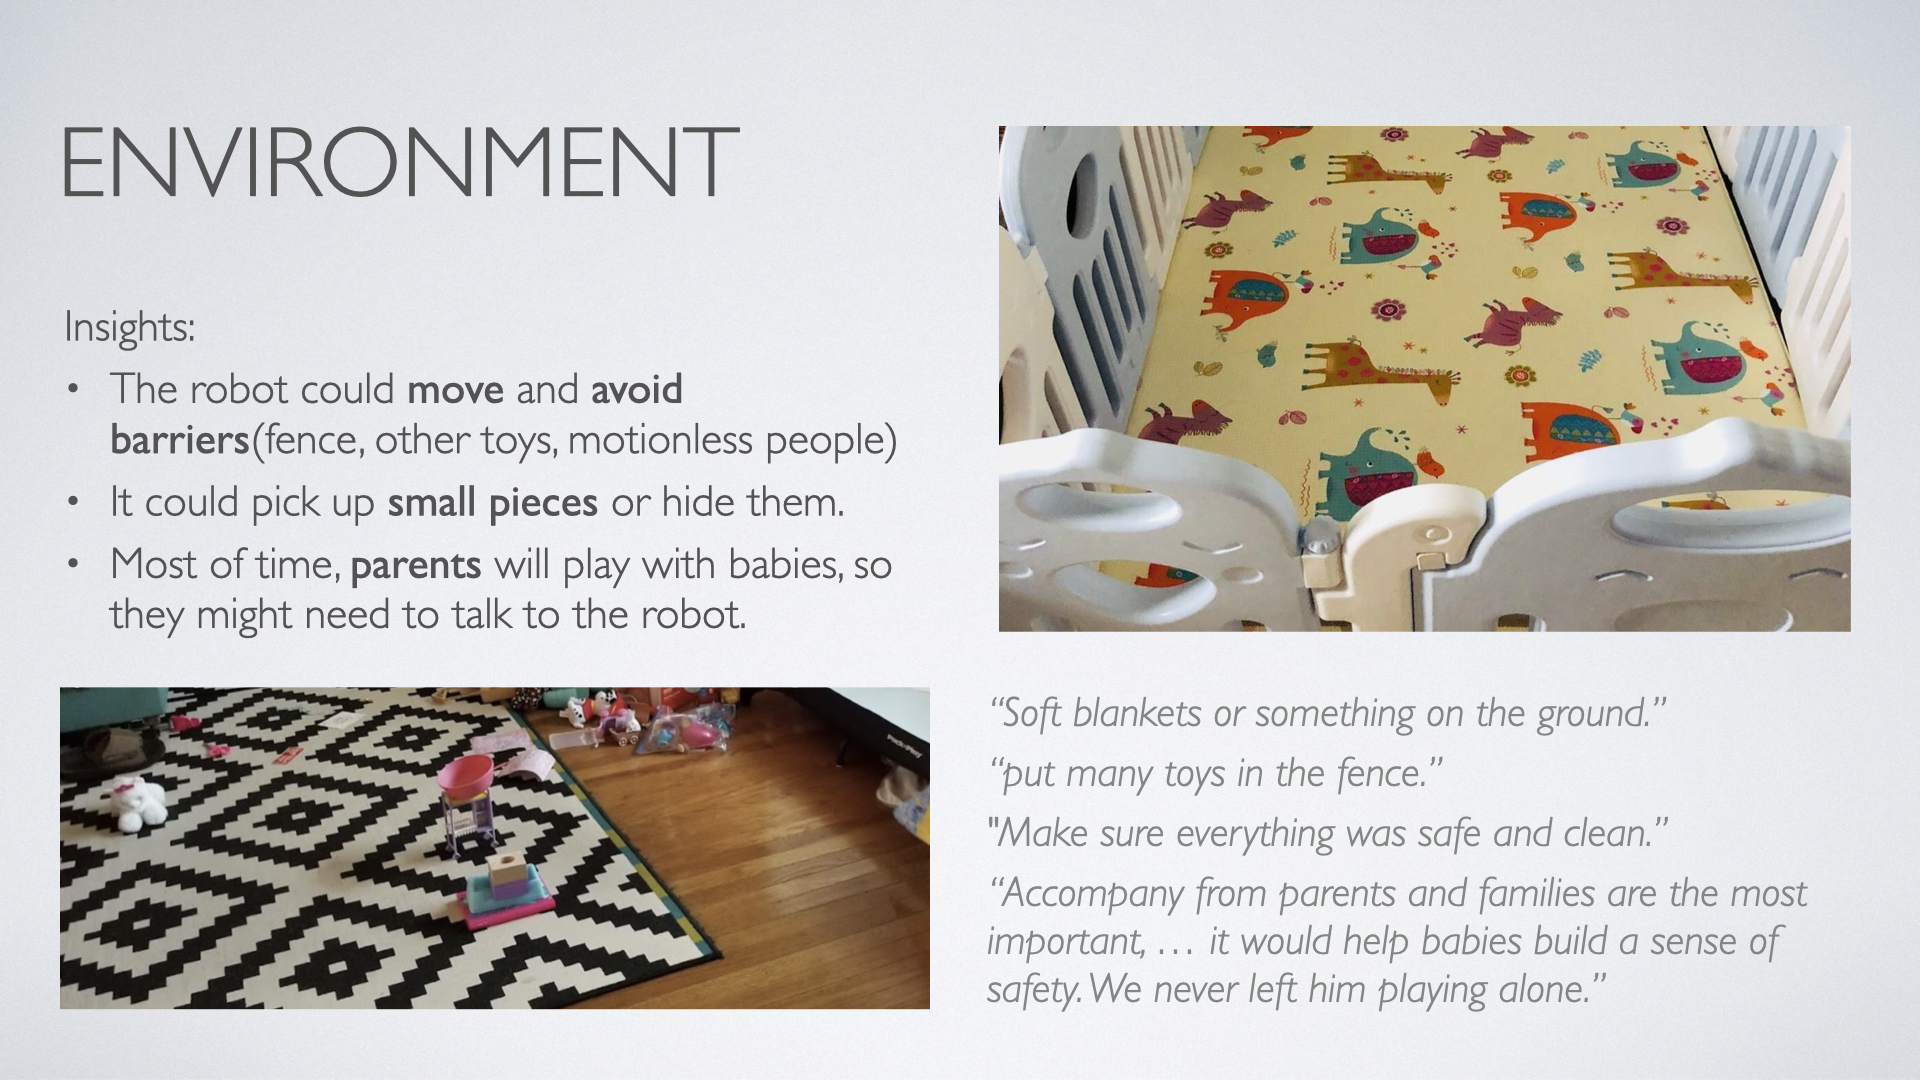 ENVIRONMENT
Insights:
• The robot could move and avoid
barriers(fence, other toys, motionless people)
• It could pick up small pieces or hide them.
• Most of time, parents will play with babies, so
they might need to talk to the robot.
“Soft blankets or something on the ground.”
“put many toys in the fence.”
"Make sure everything was safe and clean.”
“Accompany from parents and families are the most
important, … it would help babies build a sense of
safety. We never left him playing alone.”